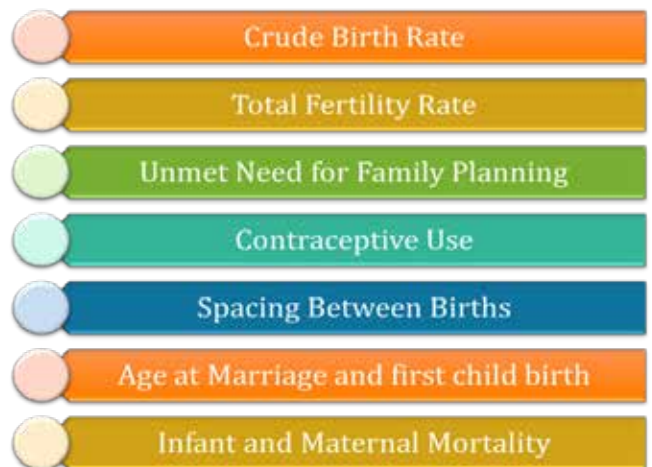 Crude Birth Rate
Total Fertility Rate
Unmet Need for Family Planning
Contraceptive Use
Spacing Between Births
Age at Marriage and first child birth
Infant and Maternal Mortality